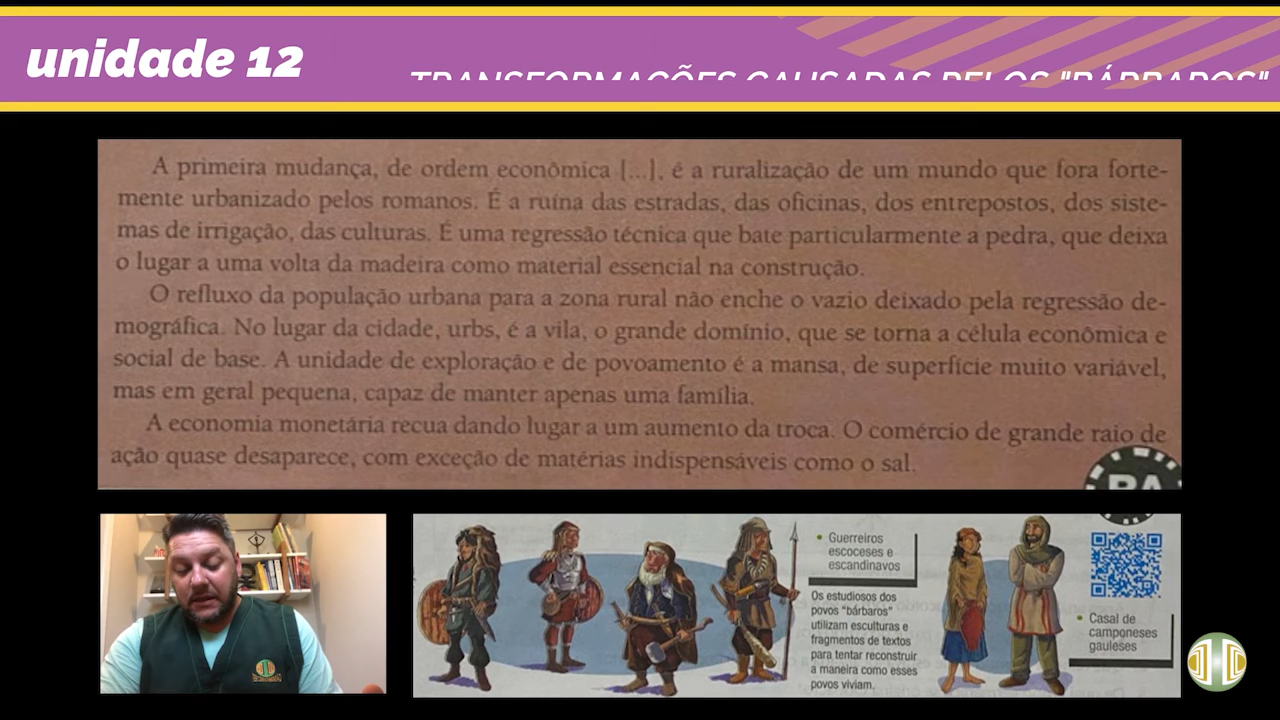 unidade 12
TRANSFORMAÇÕES CAUSADAS PELOS "BÁRBAROS"
A primeira mudança, de ordem econômica [...], é a ruralização de um mundo que fora forte-
mente urbanizado pelos romanos. É a ruína das estradas, das oficinas, dos entrepostos, dos siste-
mas de irrigação, das culturas. É uma regressão técnica que bate particularmente a pedra, que deixa
o lugar a uma volta da madeira como material essencial na construção.
O refluxo da população urbana para a zona rural não enche o vazio deixado pela regressão de-
mográfica. No lugar da cidade, urbs, é a vila, o grande domínio, que se torna a célula econômica e
social de base. A unidade de exploração e de povoamento é a mansa, de superfície muito variável,
mas em geral pequena, capaz de manter apenas uma família.
A economia monetária recua dando lugar a um aumento da troca. O comércio de grande raio de
ação quase desaparece, com exceção de matérias indispensáveis como o sal.
• Guerreiros
escoceses e
escandinavos
Os estudiosos dos
povos "bárbaros"
utilizam esculturas e
fragmentos de textos
para tentar reconstruir
a maneira como esses
povos viviam.
• Casal de
camponeses
gauleses